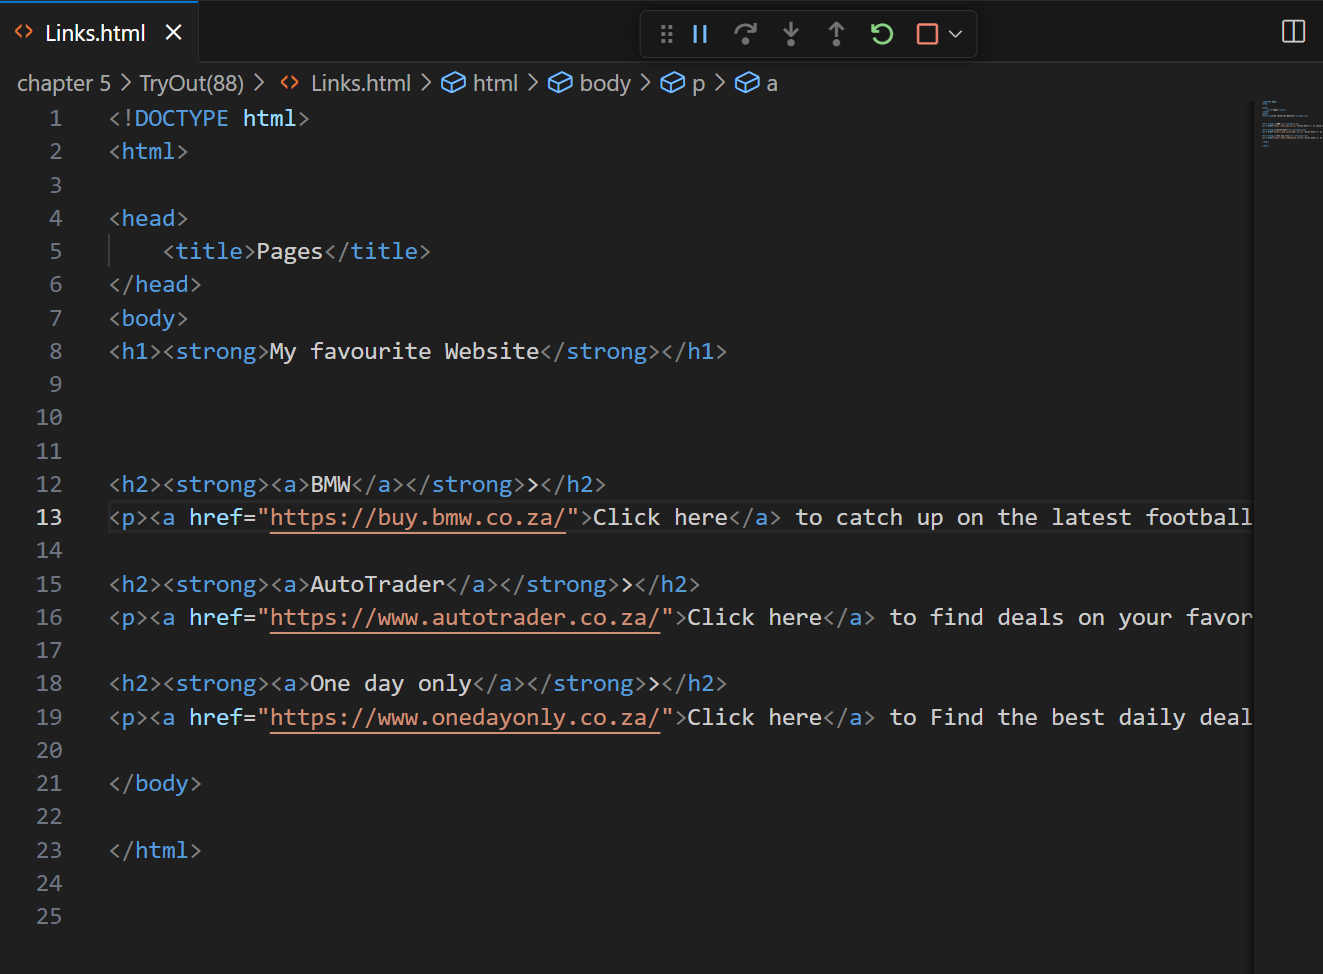 Links.html
chapter 5 > TryOut(88) > Links.html > html > body > p > a
1 <!DOCTYPE html>
2 <html>
3
4 <head>
5 <title>Pages</title>
6 </head>
7 <body>
8 <h1><strong>My favourite Website</strong></h1>
9
10
11
12 <h2><strong><a>BMW</a></strong>></h2>
13 <p><a href="https://buy.bmw.co.za/">Click here</a> to catch up on the latest football
14
15 <h2><strong><a>AutoTrader</a></strong>></h2>
16 <p><a href="https://www.autotrader.co.za/">Click here</a> to find deals on your favor
17
18 <h2><strong><a>One day only</a></strong>></h2>
19 <p><a href="https://www.onedayonly.co.za/">Click here</a> to Find the best daily deal
20
21 </body>
22
23 </html>
24
25